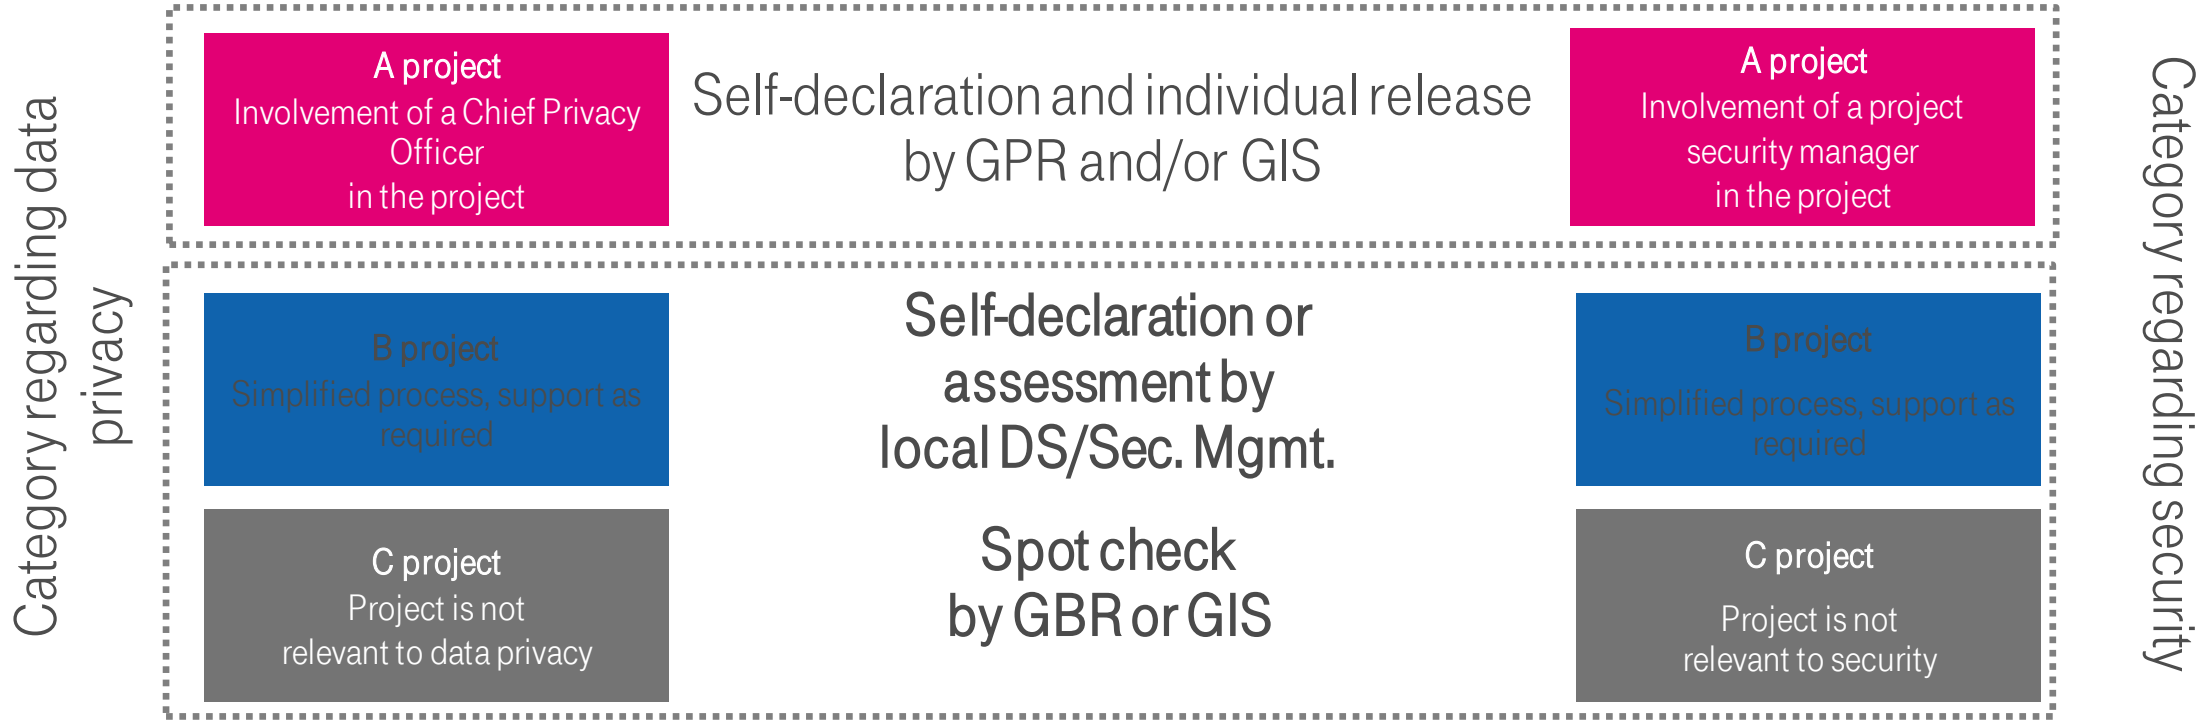 Category regarding data
privacy
A project
Involvement of a Chief Privacy
Officer
in the project
Self-declaration and individual release
by GPR and/or GIS
A project
Involvement of a project
security manager
in the project
B project
Simplified process, support as
required
Self-declaration or
assessment by
local DS/Sec. Mgmt.
B project
Simplified process, support as
required
C project
Project is not
relevant to data privacy
Spot check
by GBR or GIS
C project
Project is not
relevant to security
Category regarding security